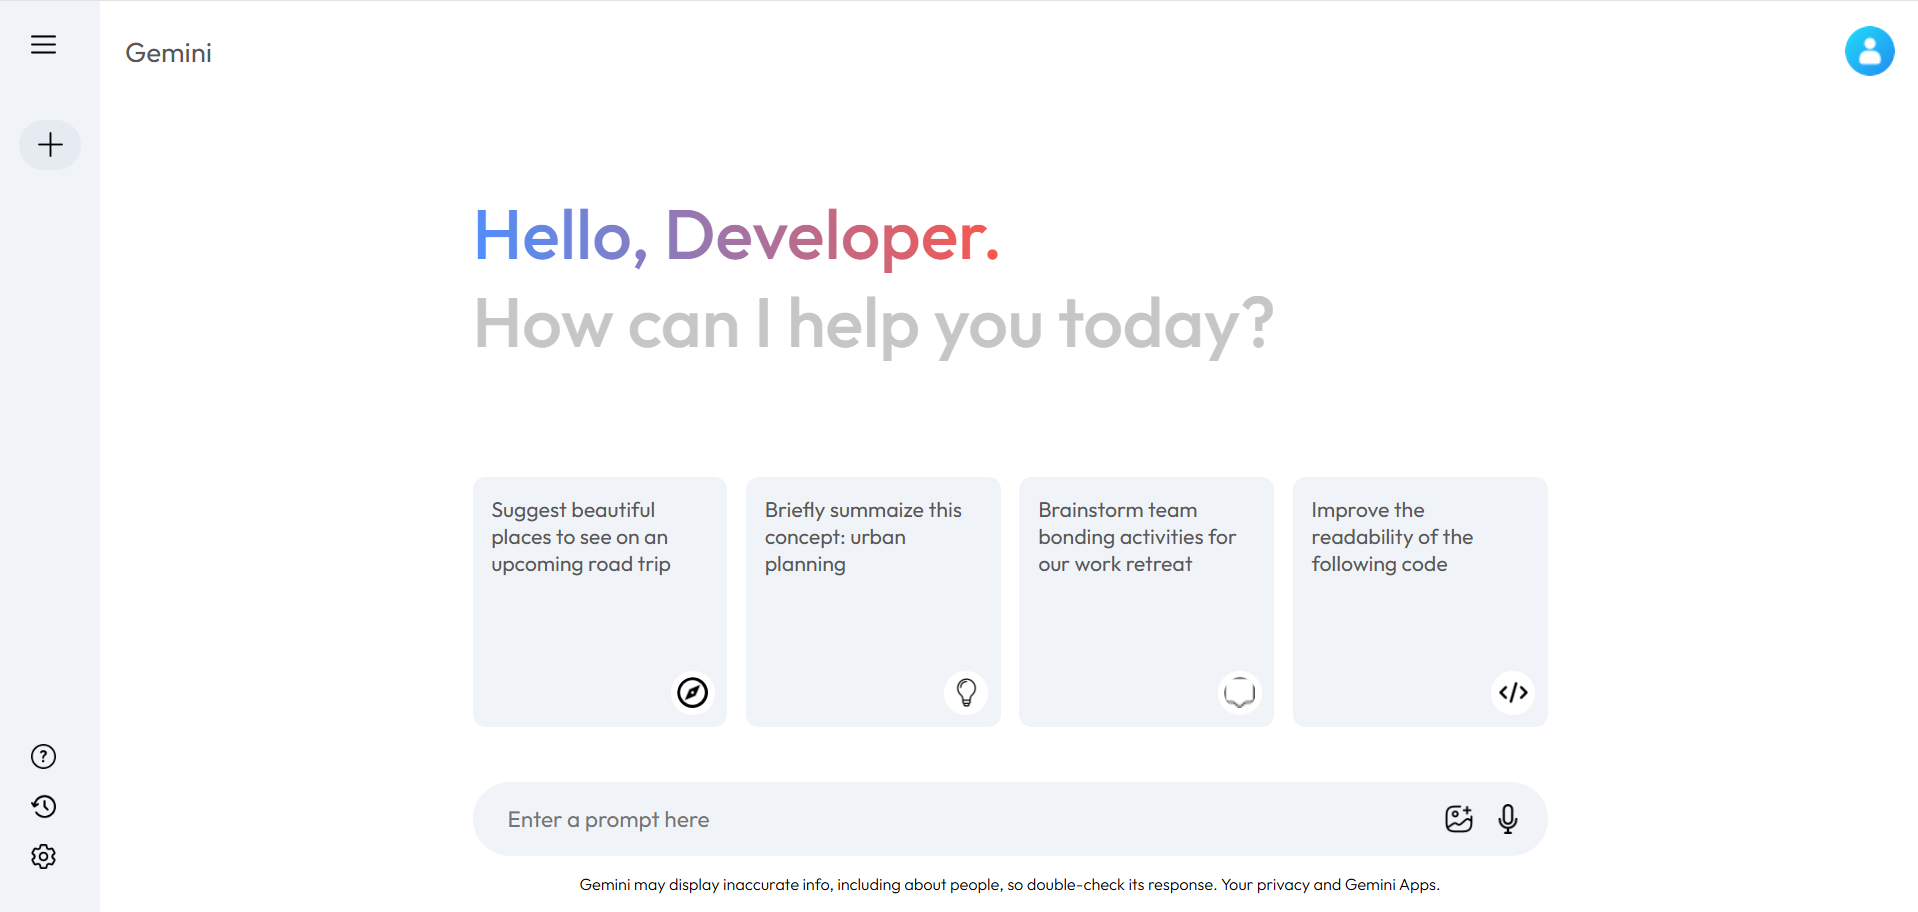 Gemini
Hello, Developer.
How can I help you today?
Suggest beautiful
places to see on an
upcoming road trip
Briefly summaize this
concept: urban
planning
Brainstorm team
bonding activities for
our work retreat
Improve the
readability of the
following code
Enter a prompt here
Gemini may display inaccurate info, including about people, so double-check its response. Your privacy and Gemini Apps.